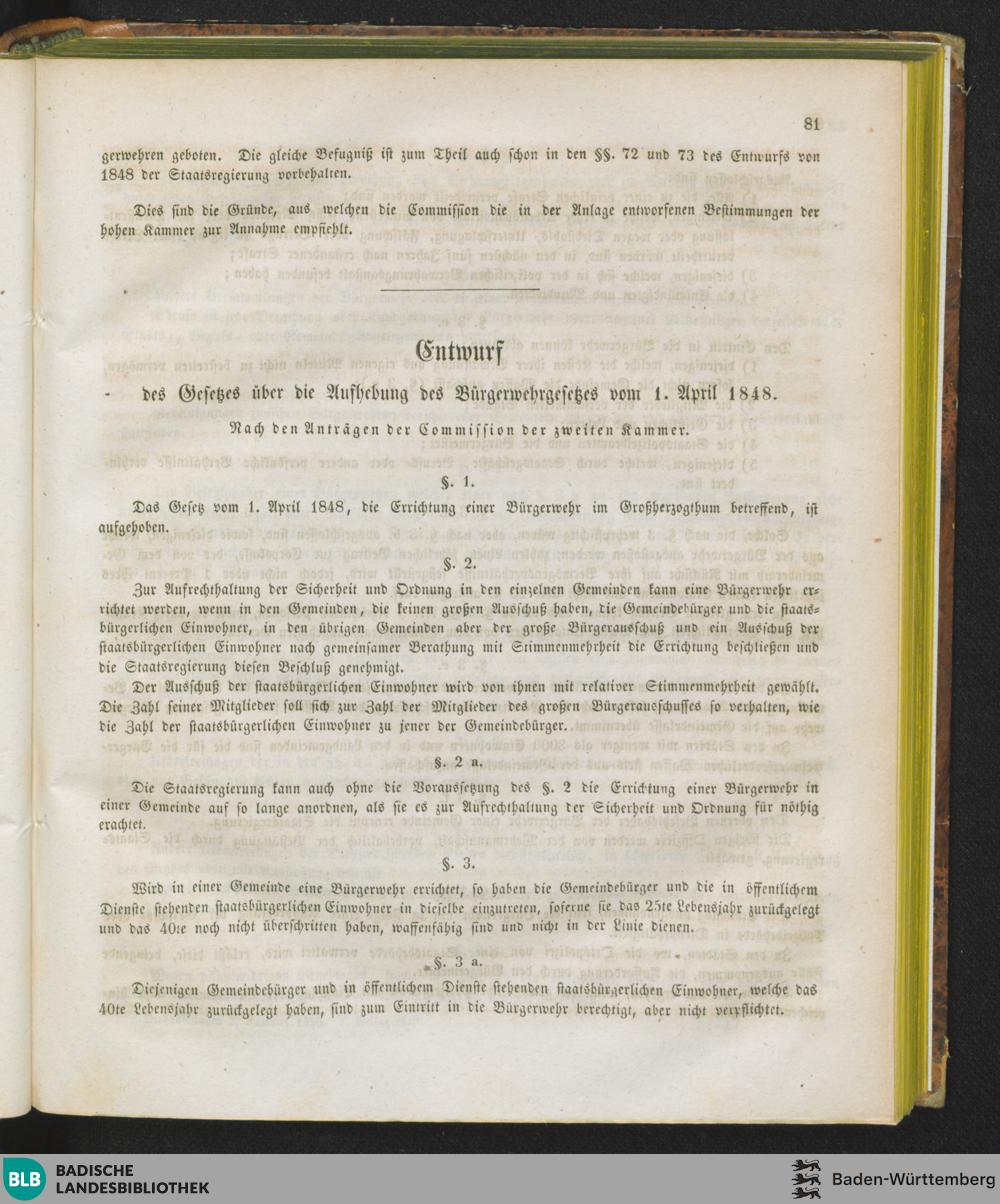 81
gerwehren geboten. Die gleiche Befugniß ist zum Theil auch schon in den §§. 72 und 73 des Entwurfs von
1848 der Staatsregierung vorbehalten.
Dies sind die Gründe, aus welchen die Commission die in der Anlage entworfenen Bestimmungen der
hohen Kammer zur Annahme empfiehlt.
Entwurf
des Gesetzes über die Aufhebung des Bürgerwehrgesetzes vom 1. April 1848.
Nach den Anträgen der Commission der zweiten Kammer.
§. 1.
Das Gesetz vom 1. April 1848, die Errichtung einer Bürgerwehr im Großherzogthum betreffend, ist
aufgehoben.
§. 2.
Zur Aufrechthaltung der Sicherheit und Ordnung in den einzelnen Gemeinden kann eine Bürgerwehr er-
richtet werden, wenn in den Gemeinden, die keinen großen Ausschuß haben, die Gemeindebürger und die staats-
bürgerlichen Einwohner, in den übrigen Gemeinden aber der große Bürgerausschuß und ein Ausschuß der
staatsbürgerlichen Einwohner nach gemeinsamer Berathung mit Stimmenmehrheit die Errichtung beschließen und
die Staatsregierung diesen Beschluß genehmigt.
Der Ausschuß der staatsbürgerlichen Einwohner wird von ihnen mit relativer Stimmenmehrheit gewählt.
Die Zahl seiner Mitglieder soll sich zur Zahl der Mitglieder des großen Bürgerausschusses so verhalten, wie
die Zahl der staatsbürgerlichen Einwohner zu jener der Gemeindebürger.
§. 2 a.
Die Staatsregierung kann auch ohne die Voraussetzung des §. 2 die Errichtung einer Bürgerwehr in
einer Gemeinde auf so lange anordnen, als sie es zur Aufrechthaltung der Sicherheit und Ordnung für nöthig
erachtet.
§. 3.
Wird in einer Gemeinde eine Bürgerwehr errichtet, so haben die Gemeindebürger und die in öffentlichem
Dienste stehenden staatsbürgerlichen Einwohner in dieselbe einzutreten, soferne sie das 25te Lebensjahr zurückgelegt
und das 40te noch nicht überschritten haben, waffenfähig sind und nicht in der Linie dienen.
§. 3 a.
Diejenigen Gemeindebürger und in öffentlichem Dienste stehenden staatsbürgerlichen Einwohner, welche das
40te Lebensjahr zurückgelegt haben, sind zum Eintritt in die Bürgerwehr berechtigt, aber nicht verpflichtet.
BLB
BADISCHE
LANDESBIBLIOTHEK
Baden-Württemberg